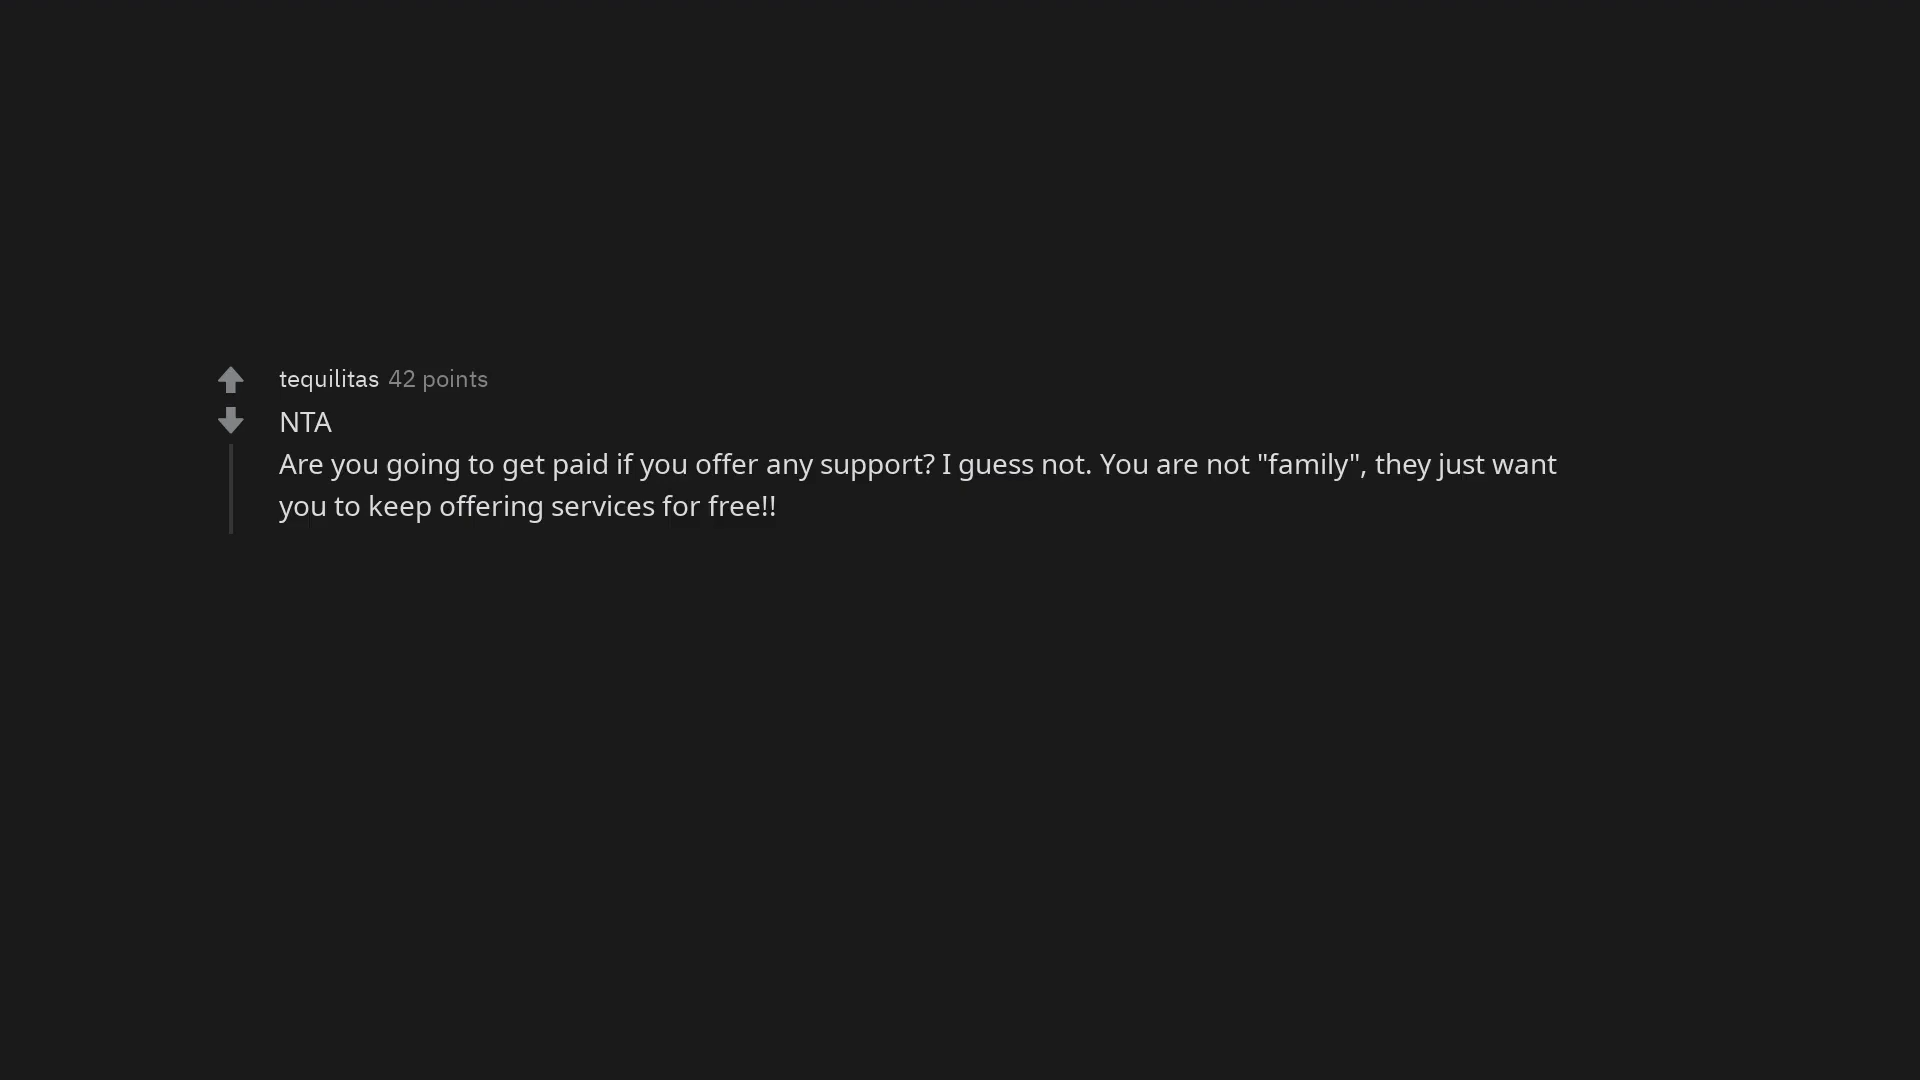 tequilitas 42 points
NTA
Are you going to get paid if you offer any support? I guess not. You are not "family", they just want
you to keep offering services for free!!